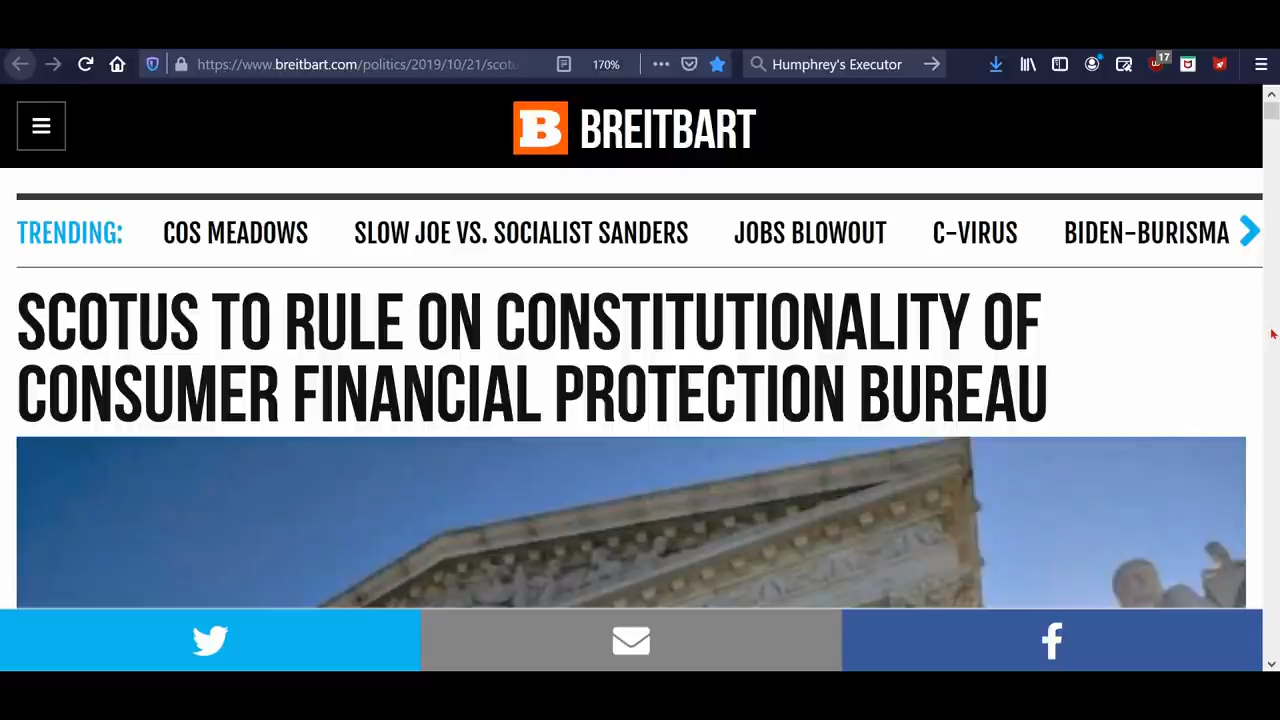 https://www.breitbart.com/politics/2019/10/21/scotu
170%
Humphrey's Executor
17
B BREITBART
TRENDING: COS MEADOWS SLOW JOE VS. SOCIALIST SANDERS JOBS BLOWOUT C-VIRUS BIDEN-BURISMA
SCOTUS TO RULE ON CONSTITUTIONALITY OF
CONSUMER FINANCIAL PROTECTION BUREAU